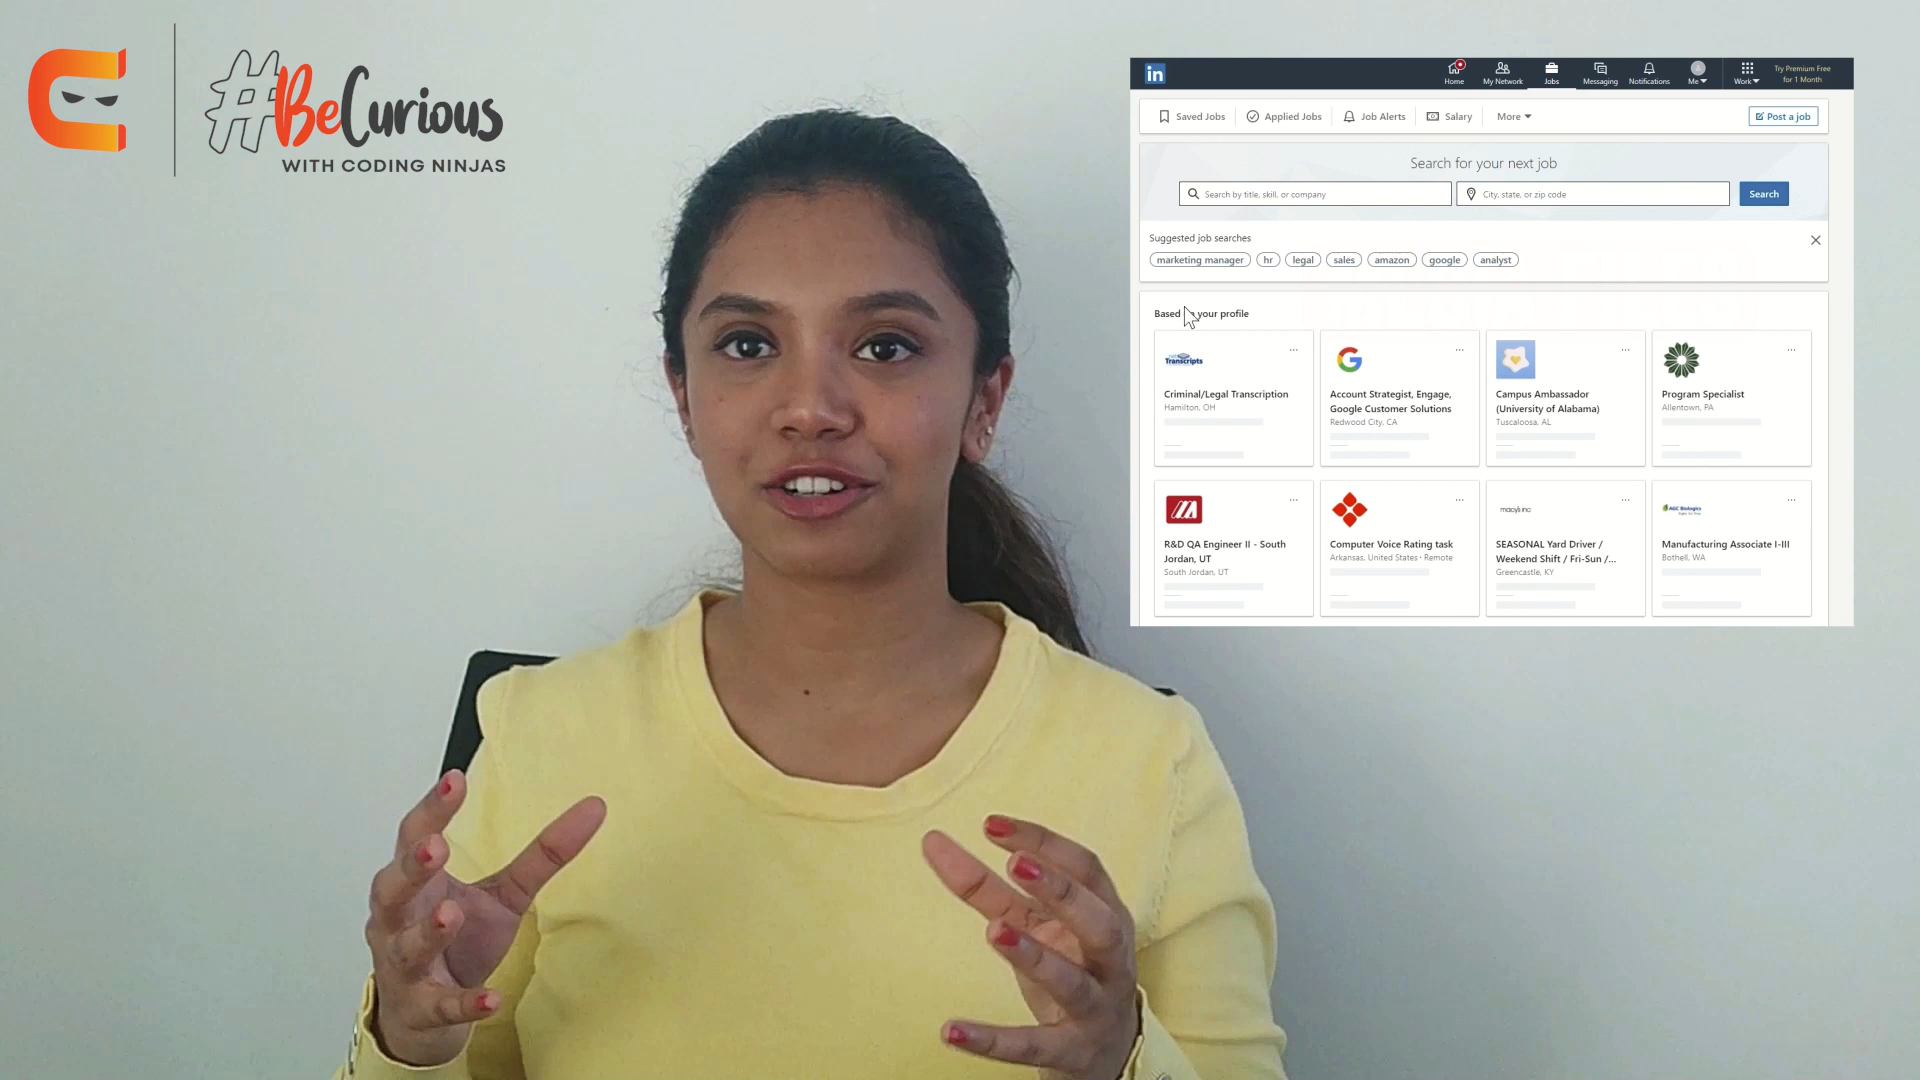 #BeCurious
WITH CODING NINJAS
in
Home
My Network
Jobs
Messaging
Notifications
Me
Work
Try Premium Free
for 1 Month
Saved Jobs
Applied Jobs
Job Alerts
Salary
More
Post a job
Search for your next job
Search by title, skill, or company
City, state, or zip code
Search
Suggested job searches
marketing manager
hr
legal
sales
amazon
google
analyst
Based your profile
Transcripts
Criminal/Legal Transcription
Hamilton, OH
Account Strategist, Engage,
Google Customer Solutions
Redwood City, CA
Campus Ambassador
(University of Alabama)
Tuscaloosa, AL
Program Specialist
Allentown, PA
R&D QA Engineer II - South
Jordan, UT
South Jordan, UT
Computer Voice Rating task
Arkansas, United States · Remote
macy's inc
SEASONAL Yard Driver /
Weekend Shift / Fri-Sun /...
Greencastle, KY
AGC Biologics
Manufacturing Associate I-III
Bothell, WA